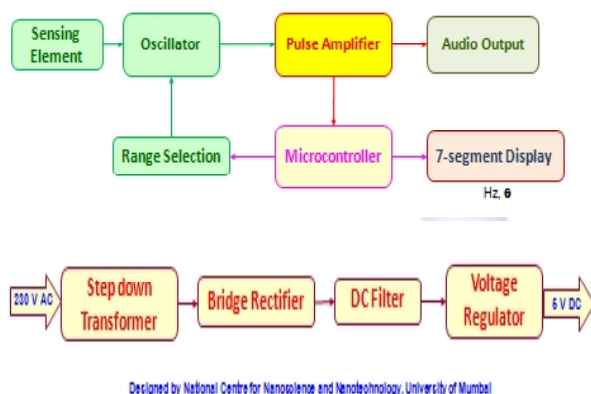 Sensing
Element
Oscillator
Pulse Amplifier
Audio Output
Range Selection
Microcontroller
7-segment Display
Hz, 6
230 V AC
Step down
Transformer
Bridge Rectifier
DC Filter
Voltage
Regulator
5 V DC
Designed by National Centre for Nanoscience and Nanotechnology, University of Mumbai